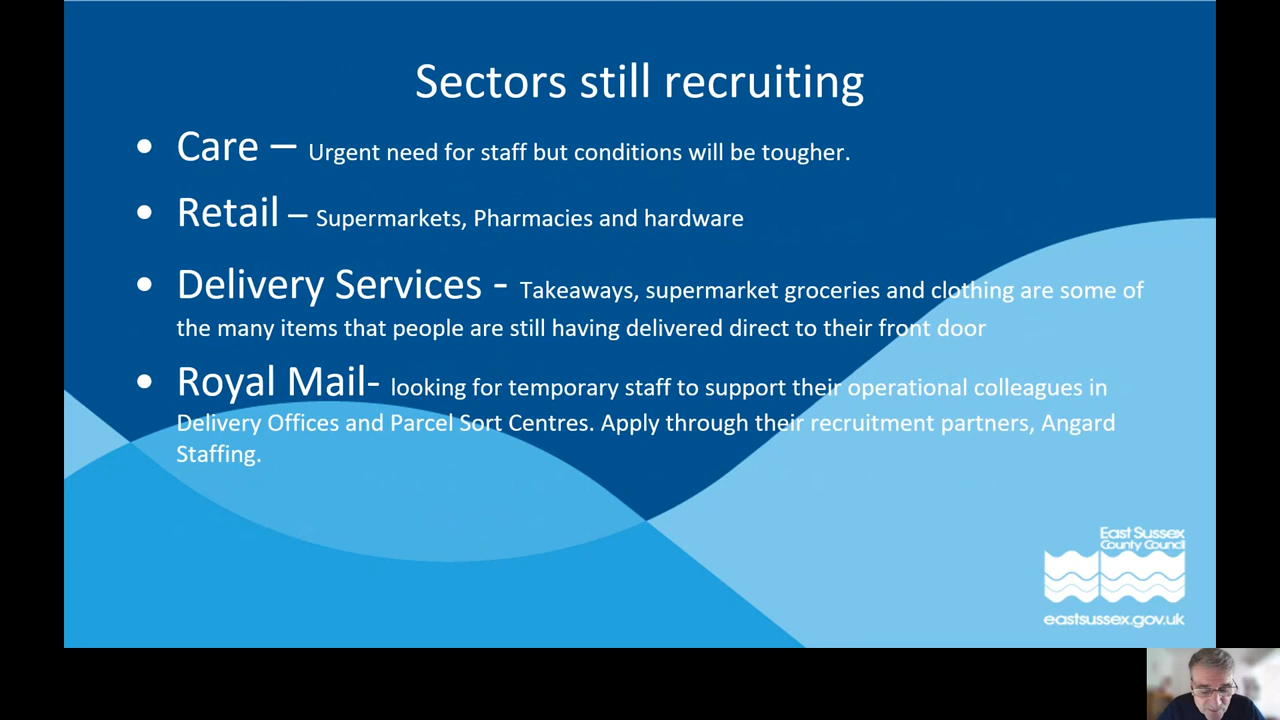 Sectors still recruiting
• Care – Urgent need for staff but conditions will be tougher.
• Retail – Supermarkets, Pharmacies and hardware
• Delivery Services - Takeaways, supermarket groceries and clothing are some of
the many items that people are still having delivered direct to their front door
• Royal Mail- looking for temporary staff to support their operational colleagues in
Delivery Offices and Parcel Sort Centres. Apply through their recruitment partners, Angard
Staffing.
East Sussex
County Council
eastsussex.gov.uk